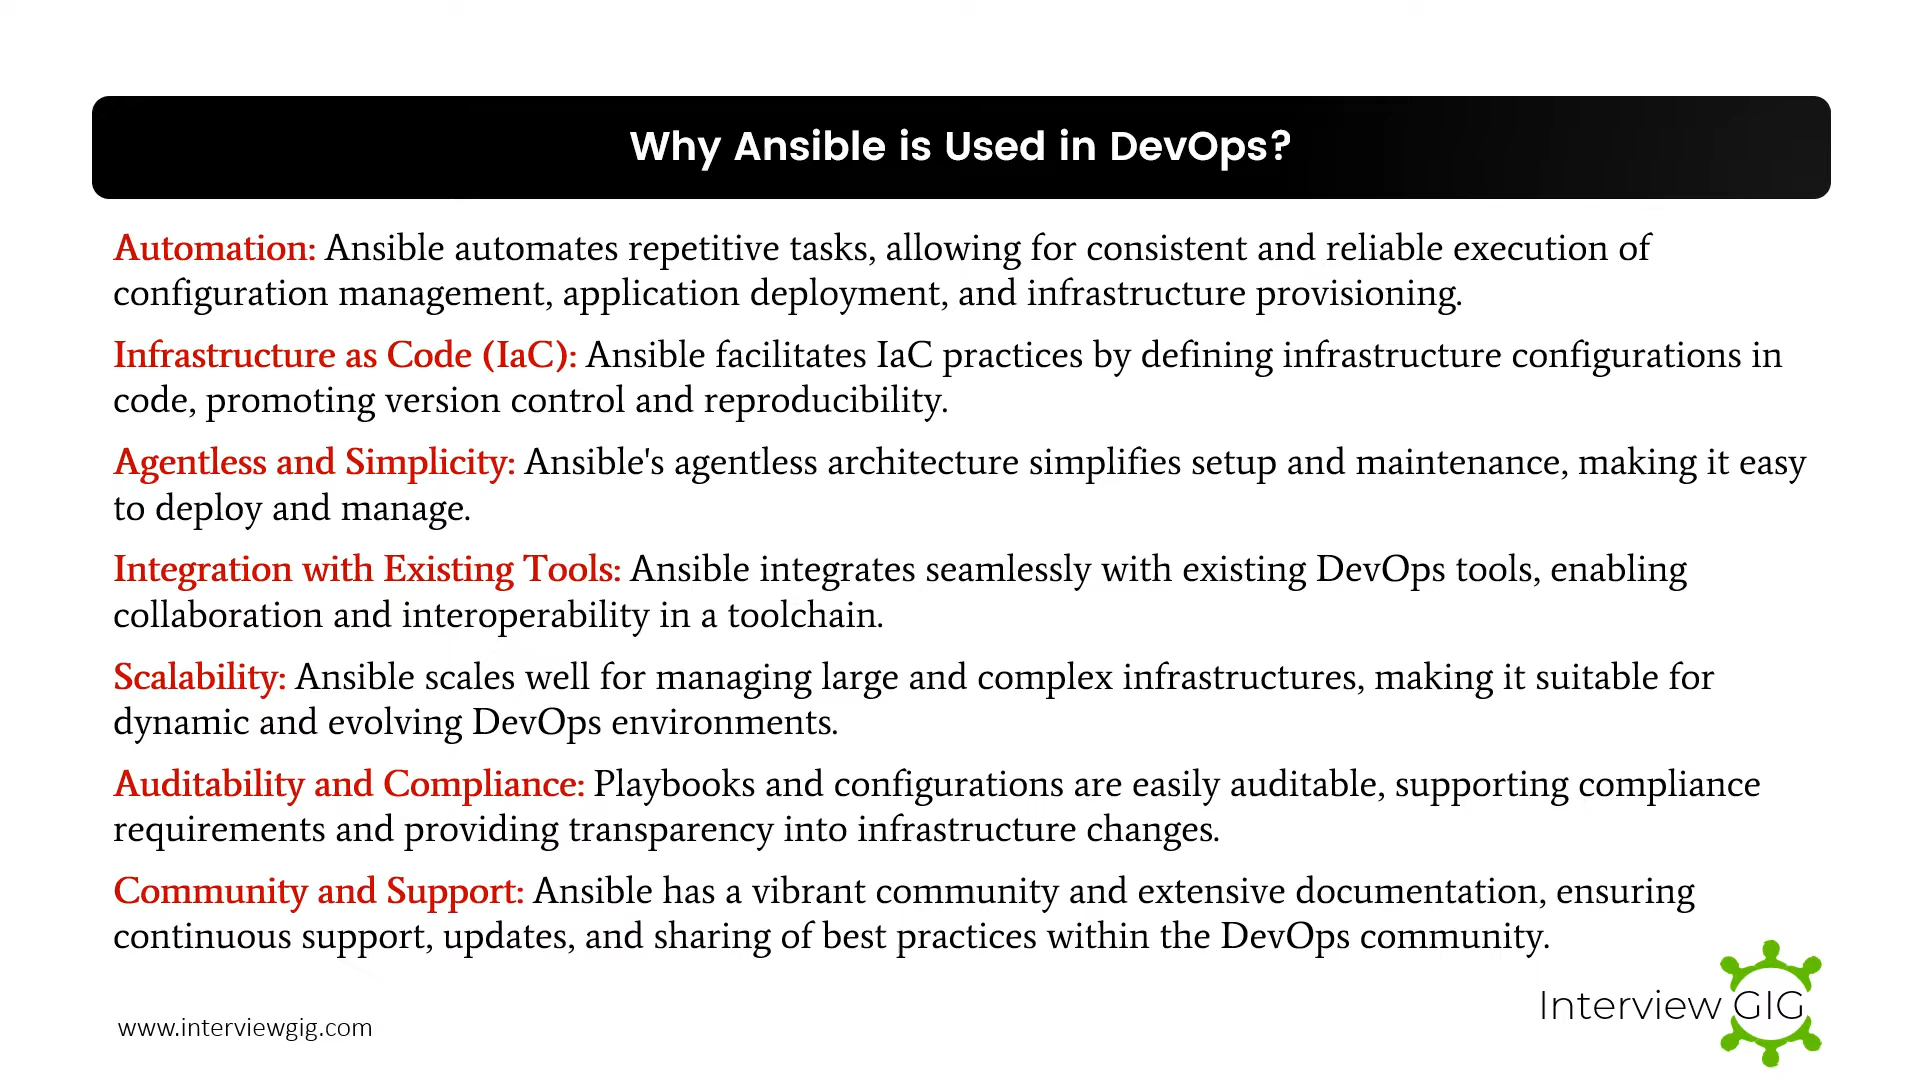 Why Ansible is Used in DevOps?
Automation: Ansible automates repetitive tasks, allowing for consistent and reliable execution of
configuration management, application deployment, and infrastructure provisioning.
Infrastructure as Code (IaC): Ansible facilitates IaC practices by defining infrastructure configurations in
code, promoting version control and reproducibility.
Agentless and Simplicity: Ansible's agentless architecture simplifies setup and maintenance, making it easy
to deploy and manage.
Integration with Existing Tools: Ansible integrates seamlessly with existing DevOps tools, enabling
collaboration and interoperability in a toolchain.
Scalability: Ansible scales well for managing large and complex infrastructures, making it suitable for
dynamic and evolving DevOps environments.
Auditability and Compliance: Playbooks and configurations are easily auditable, supporting compliance
requirements and providing transparency into infrastructure changes.
Community and Support: Ansible has a vibrant community and extensive documentation, ensuring
continuous support, updates, and sharing of best practices within the DevOps community.
Interview GIG
www.interviewgig.com